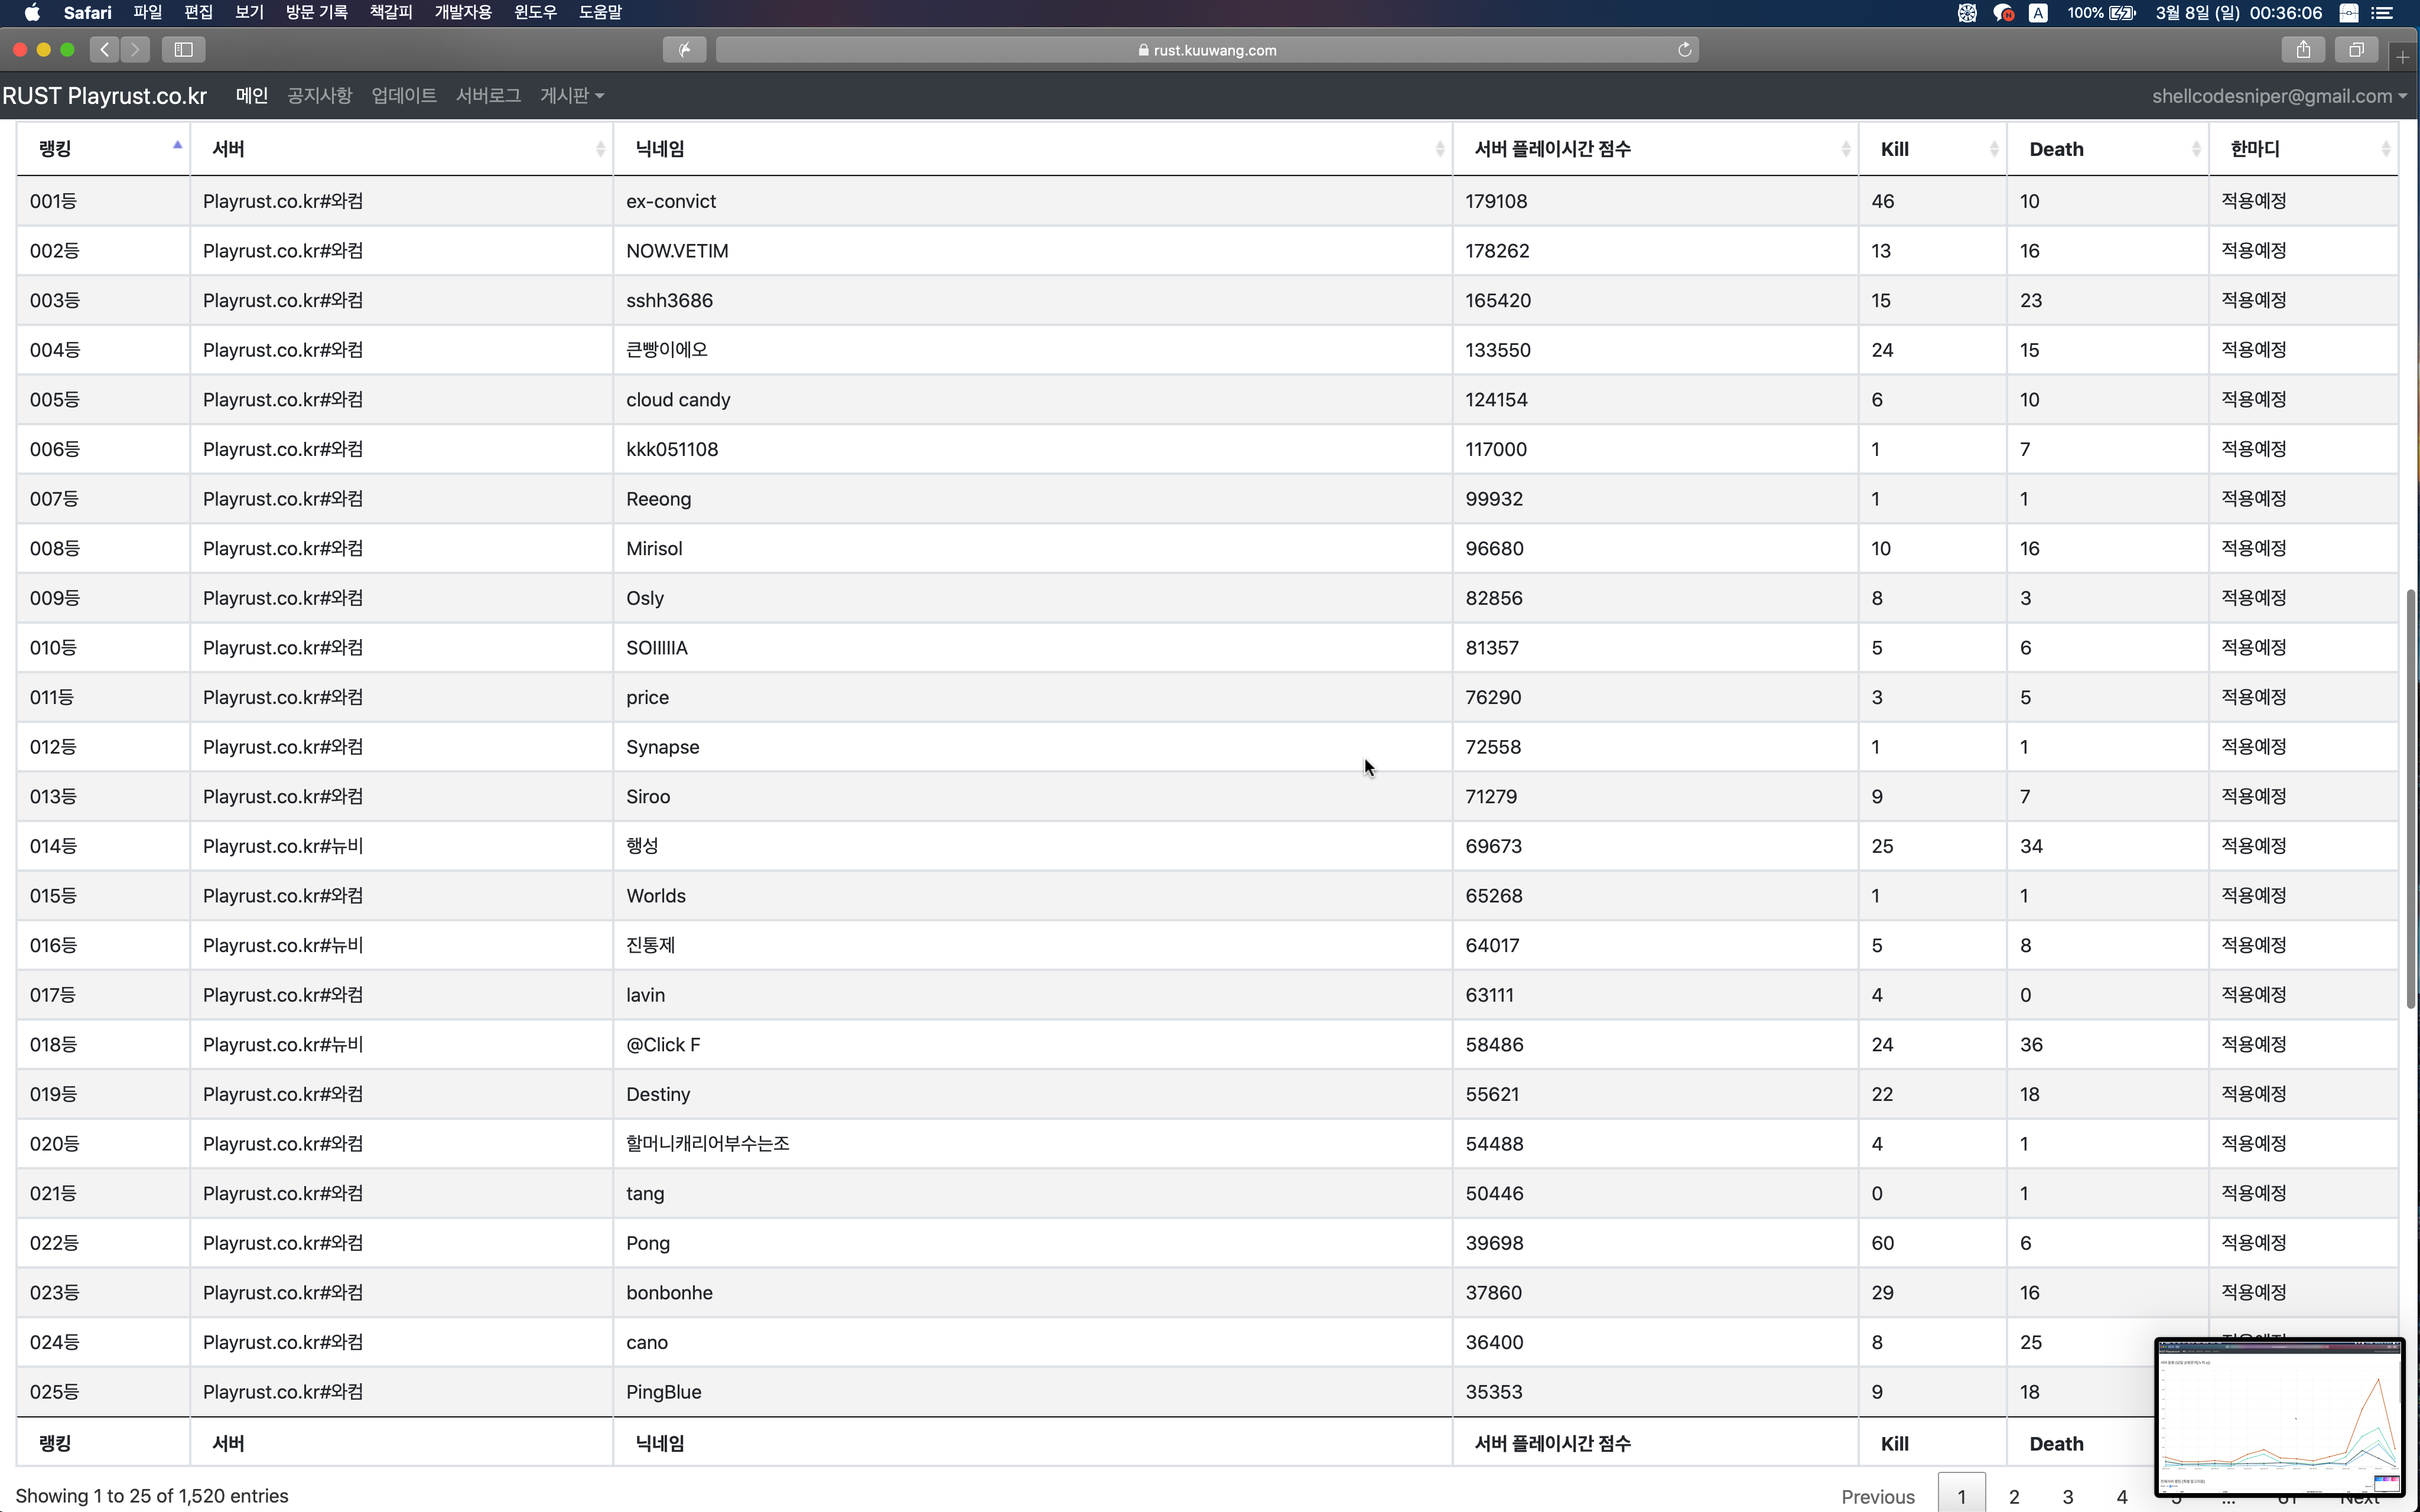 Safari 파일 편집 보기 방문 기록 책갈피 개발자용 윈도우 도움말 A 100% 3월 8일 (일) 00:36:06
rust.kuuwang.com
RUST Playrust.co.kr 메인 공지사항 업데이트 서버로그 게시판 shellcodesniper@gmail.com
랭킹 서버 닉네임 서버 플레이시간 점수 Kill Death 한마디
001등 Playrust.co.kr#와컴 ex-convict 179108 46 10 적용예정
002등 Playrust.co.kr#와컴 NOW.VETIM 178262 13 16 적용예정
003등 Playrust.co.kr#와컴 sshh3686 165420 15 23 적용예정
004등 Playrust.co.kr#와컴 큰빵이에오 133550 24 15 적용예정
005등 Playrust.co.kr#와컴 cloud candy 124154 6 10 적용예정
006등 Playrust.co.kr#와컴 kkk051108 117000 1 7 적용예정
007등 Playrust.co.kr#와컴 Reeong 99932 1 1 적용예정
008등 Playrust.co.kr#와컴 Mirisol 96680 10 16 적용예정
009등 Playrust.co.kr#와컴 Osly 82856 8 3 적용예정
010등 Playrust.co.kr#와컴 SOIIIIIA 81357 5 6 적용예정
011등 Playrust.co.kr#와컴 price 76290 3 5 적용예정
012등 Playrust.co.kr#와컴 Synapse 72558 1 1 적용예정
013등 Playrust.co.kr#와컴 Siroo 71279 9 7 적용예정
014등 Playrust.co.kr#뉴비 행성 69673 25 34 적용예정
015등 Playrust.co.kr#와컴 Worlds 65268 1 1 적용예정
016등 Playrust.co.kr#뉴비 진통제 64017 5 8 적용예정
017등 Playrust.co.kr#와컴 lavin 63111 4 0 적용예정
018등 Playrust.co.kr#뉴비 @Click F 58486 24 36 적용예정
019등 Playrust.co.kr#와컴 Destiny 55621 22 18 적용예정
020등 Playrust.co.kr#와컴 할머니캐리어부수는조 54488 4 1 적용예정
021등 Playrust.co.kr#와컴 tang 50446 0 1 적용예정
022등 Playrust.co.kr#와컴 Pong 39698 60 6 적용예정
023등 Playrust.co.kr#와컴 bonbonhe 37860 29 16 적용예정
024등 Playrust.co.kr#와컴 cano 36400 8 25 적용예정
025등 Playrust.co.kr#와컴 PingBlue 35353 9 18
랭킹 서버 닉네임 서버 플레이시간 점수 Kill Death
Showing 1 to 25 of 1,520 entries Previous 1 2 3 4 5 ... 61 Next